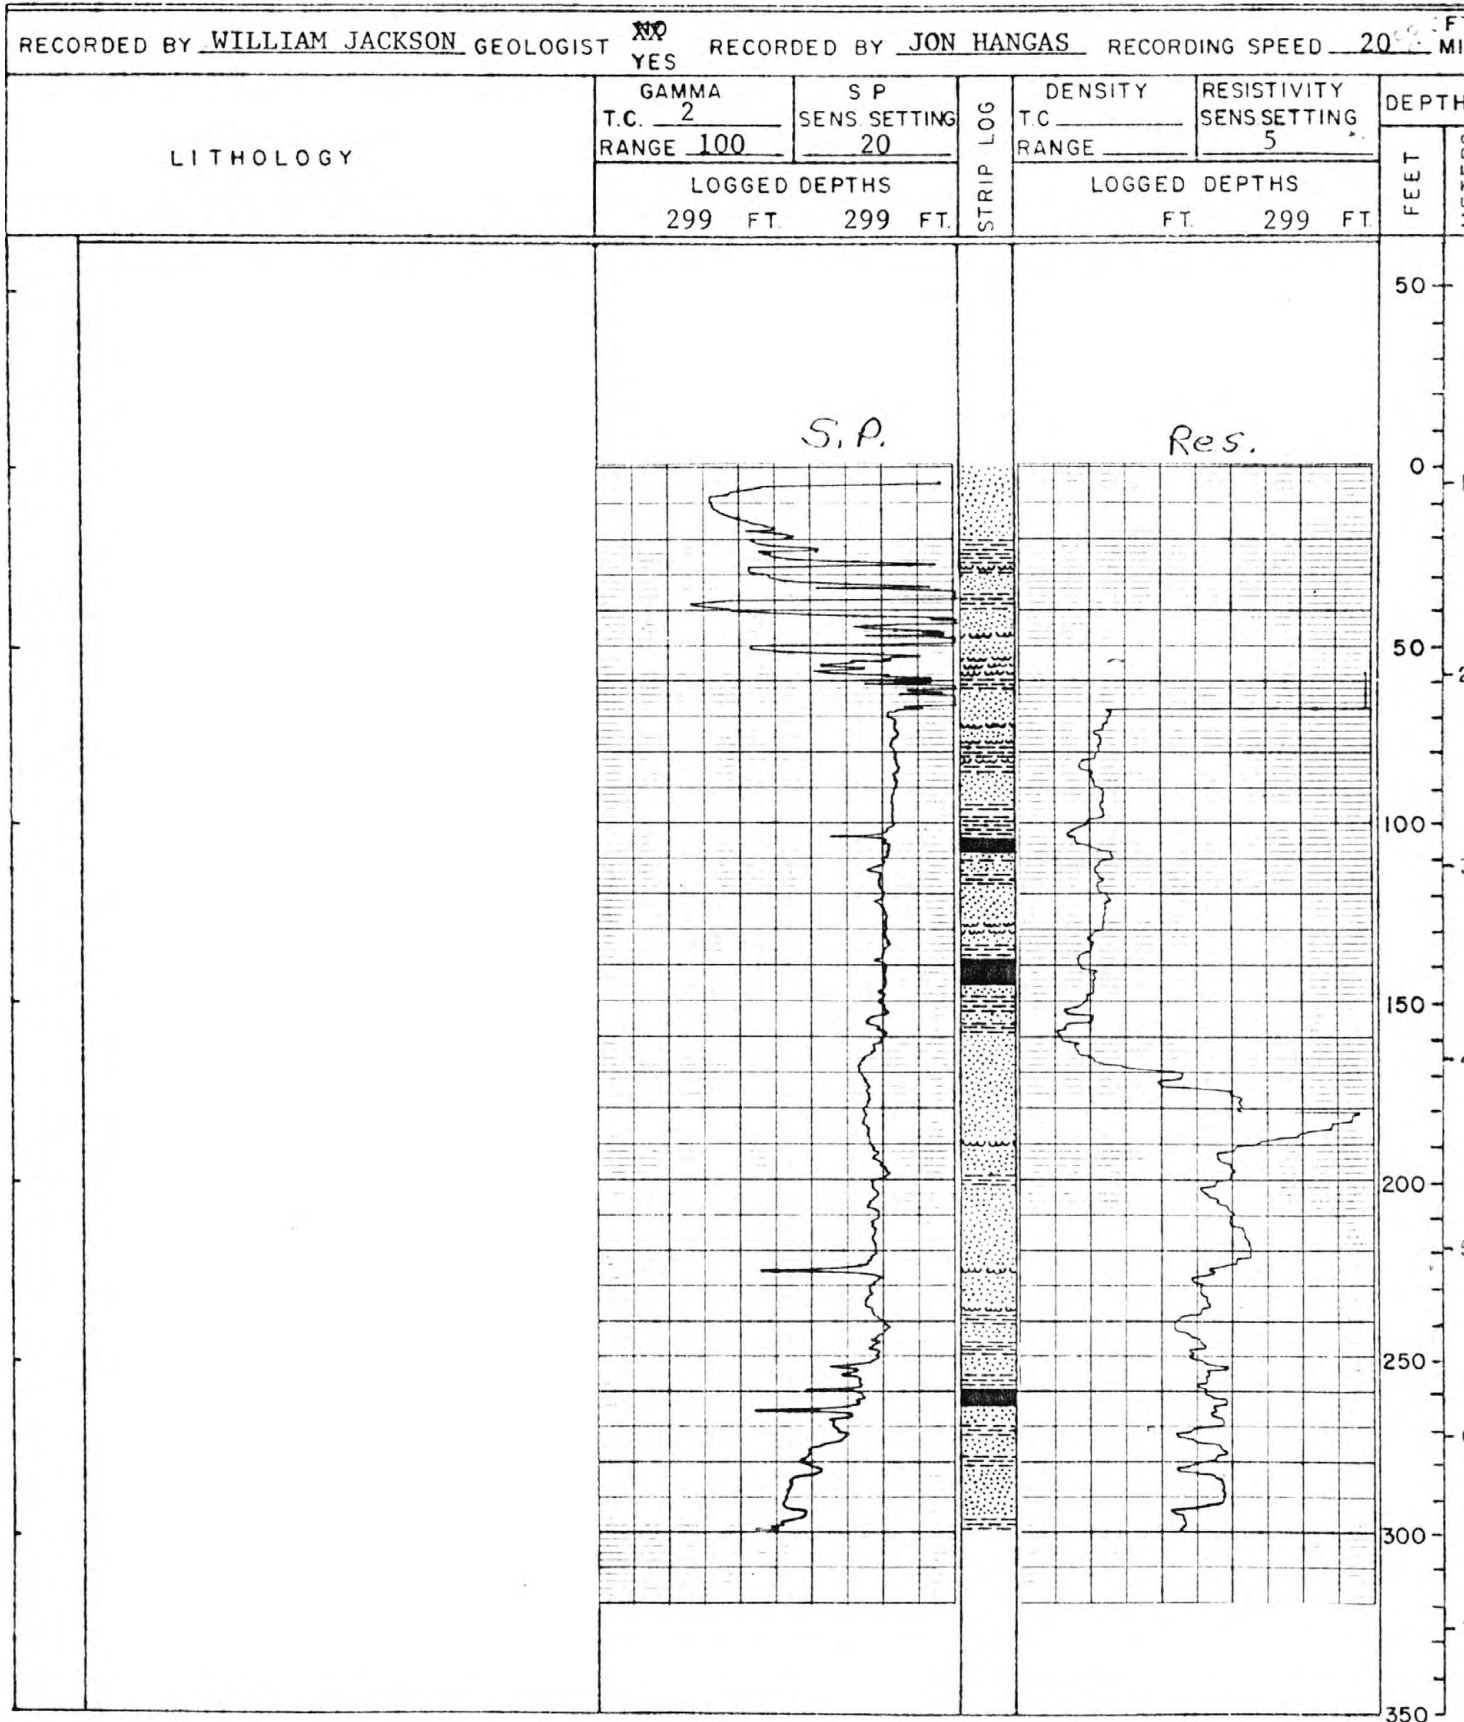 RECORDED BY WILLIAM JACKSON GEOLOGIST NO YES RECORDED BY JON HANGAS RECORDING SPEED 20
LITHOLOGY
GAMMA
T.C. 2
RANGE 100
S P
SENS. SETTING
20
LOGGED DEPTHS
299 FT. 299 FT.
STRIP LOG
DENSITY
T.C
RANGE
RESISTIVITY
SENS SETTING
5
LOGGED DEPTHS
FT. 299 FT.
DEPTH
FEET
S.P.
Res.
50
0
50
100
150
200
250
300
350